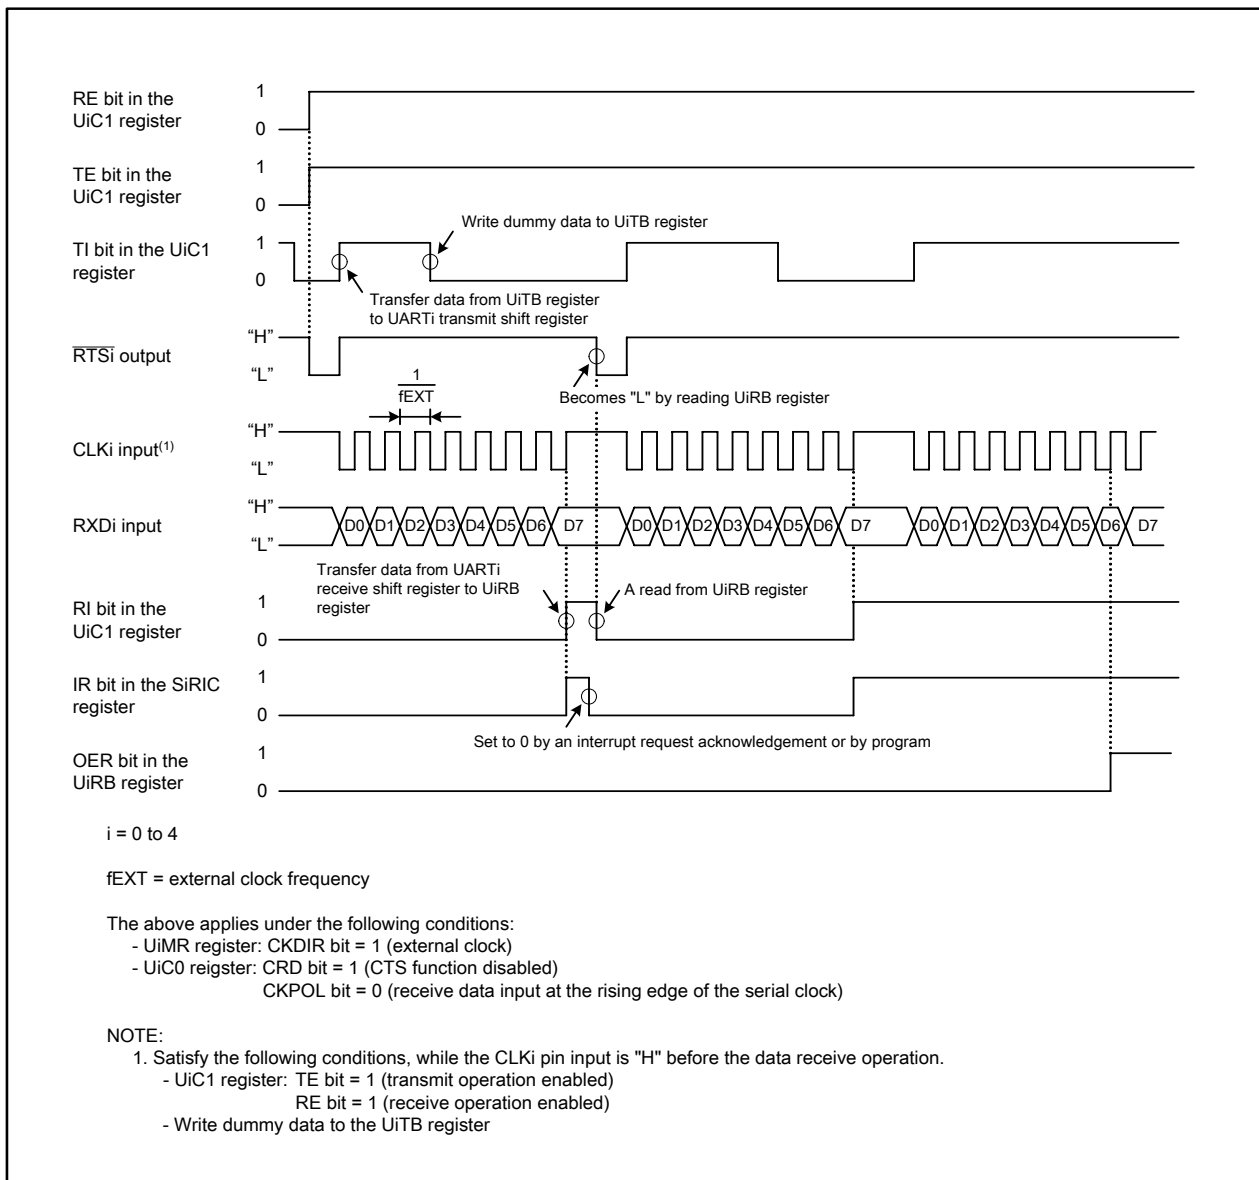 RE bit in the
UiC1 register
1
0
TE bit in the
UiC1 register
1
0
Write dummy data to UiTB register
TI bit in the UiC1
register
1
0
Transfer data from UiTB register
to UARTi transmit shift register
RTSi output
“H”
“L”
1
fEXT
Becomes "L" by reading UiRB register
CLKi input(1)
“H”
“L”
RXDi input
“H”
“L”
D0 D1 D2 D3 D4 D5 D6 D7 D0 D1 D2 D3 D4 D5 D6 D7 D0 D1 D2 D3 D4 D5 D6 D7
Transfer data from UARTi
receive shift register to UiRB
register
A read from UiRB register
RI bit in the
UiC1 register
1
0
IR bit in the SiRIC
register
1
0
Set to 0 by an interrupt request acknowledgement or by program
OER bit in the
UiRB register
1
0
i = 0 to 4
fEXT = external clock frequency
The above applies under the following conditions:
- UiMR register: CKDIR bit = 1 (external clock)
- UiC0 reigster: CRD bit = 1 (CTS function disabled)
CKPOL bit = 0 (receive data input at the rising edge of the serial clock)
NOTE:
1. Satisfy the following conditions, while the CLKi pin input is "H" before the data receive operation.
- UiC1 register: TE bit = 1 (transmit operation enabled)
RE bit = 1 (receive operation enabled)
- Write dummy data to the UiTB register